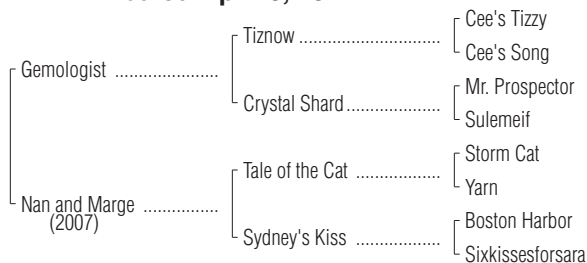 Cee's Tizzy
Tiznow
Cee's Song
Gemologist
Mr. Prospector
Crystal Shard
Sulemeif
Storm Cat
Tale of the Cat
Yarn
Nan and Marge
(2007)
Boston Harbor
Sydney's Kiss
Sixkissesforsara